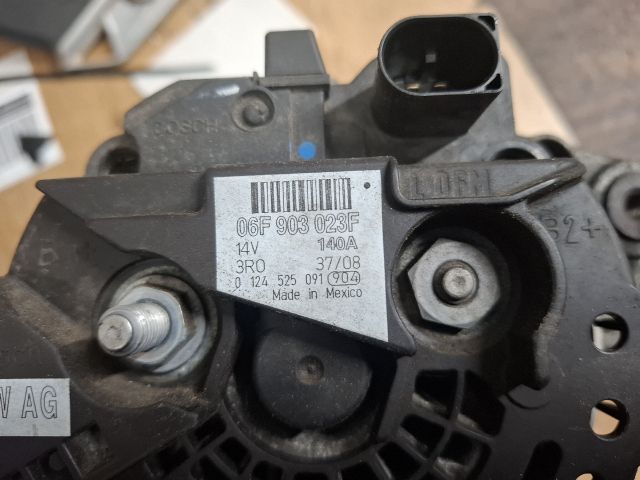 BOSCH
06F 903 023F
14V 140A
3R0 37/08
0 124 525 091 904
Made in Mexico
B2+
W AG